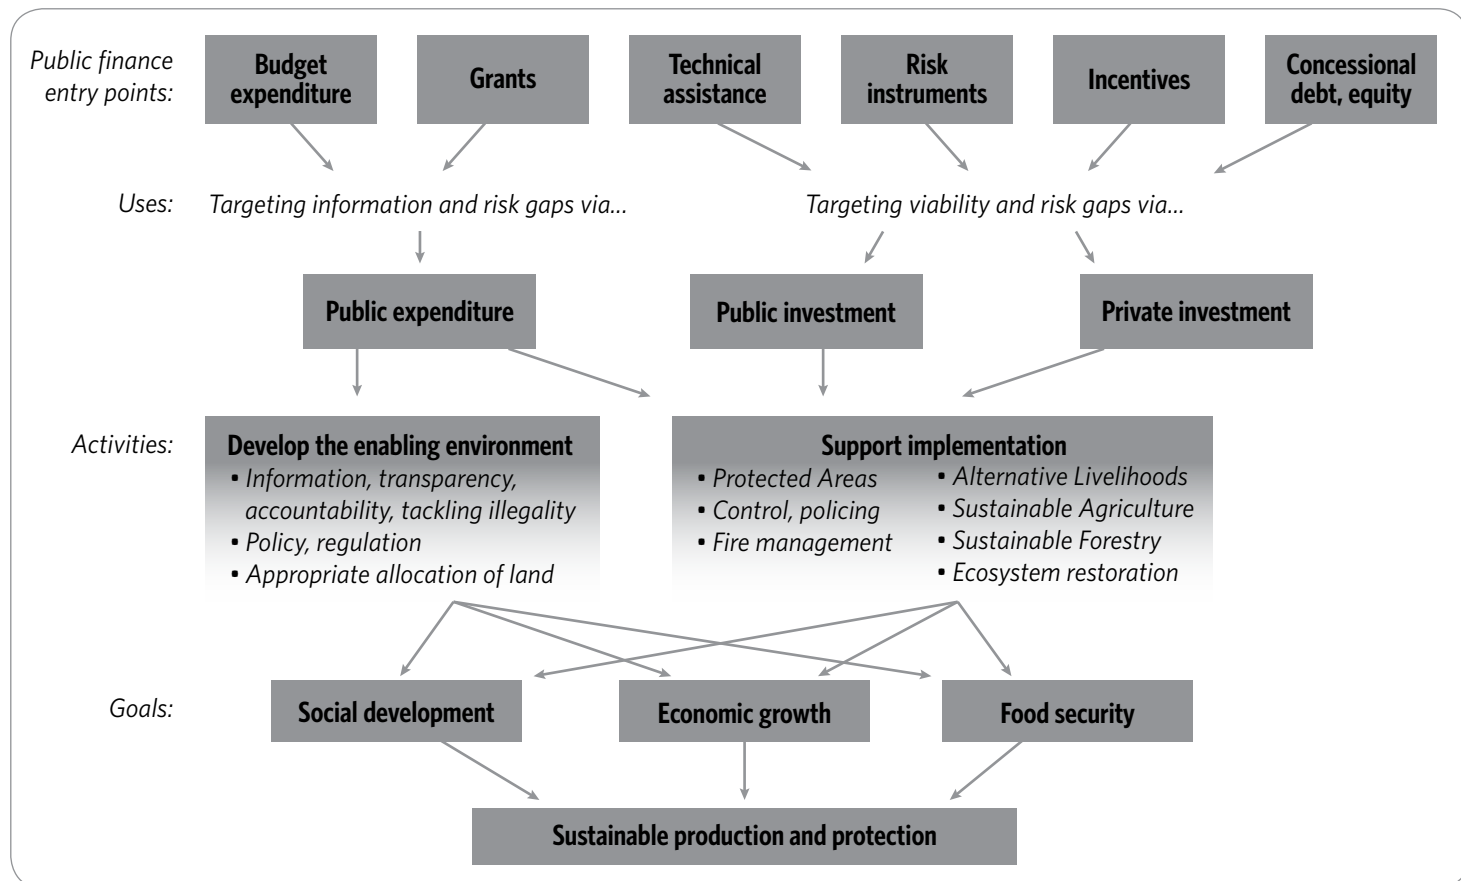 Public finance
entry points:
Budget
expenditure
Grants
Technical
assistance
Risk
instruments
Incentives
Concessional
debt, equity
Uses:
Targeting information and risk gaps via...
Targeting viability and risk gaps via...
Public expenditure
Public investment
Private investment
Activities:
Develop the enabling environment
• Information, transparency,
accountability, tackling illegality
• Policy, regulation
• Appropriate allocation of land
Support implementation
• Protected Areas
• Control, policing
• Fire management
• Alternative Livelihoods
• Sustainable Agriculture
• Sustainable Forestry
• Ecosystem restoration
Goals:
Social development
Economic growth
Food security
Sustainable production and protection